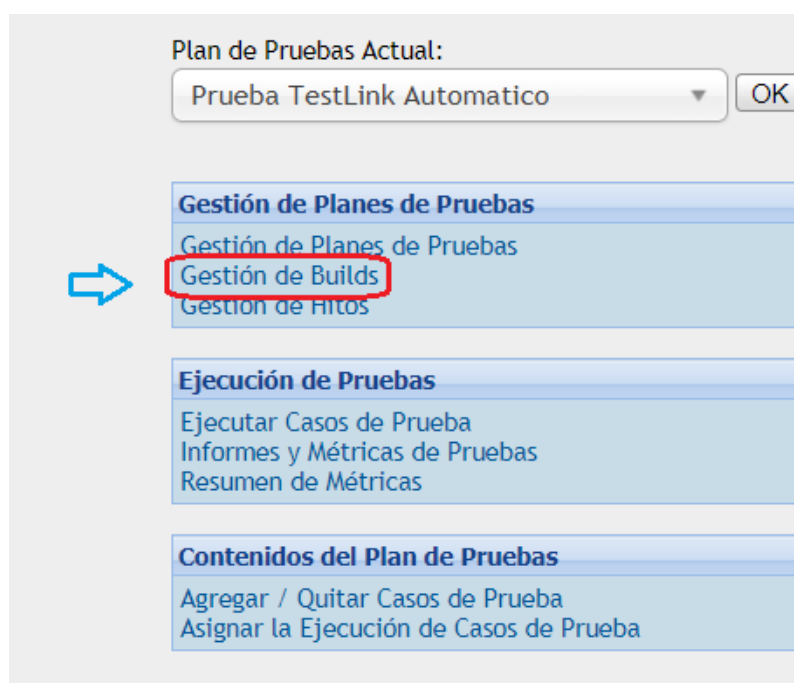 Plan de Pruebas Actual:
Prueba TestLink Automatico
OK
Gestión de Planes de Pruebas
Gestión de Planes de Pruebas
Gestión de Builds
Gestión de Hitos
Ejecución de Pruebas
Ejecutar Casos de Prueba
Informes y Métricas de Pruebas
Resumen de Métricas
Contenidos del Plan de Pruebas
Agregar / Quitar Casos de Prueba
Asignar la Ejecución de Casos de Prueba